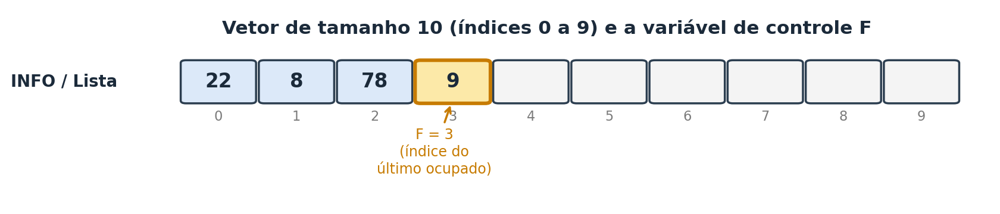 Vetor de tamanho 10 (índices 0 a 9) e a variável de controle F
INFO / Lista
22 8 78 9
0 1 2 3 4 5 6 7 8 9
F = 3
(índice do
último ocupado)